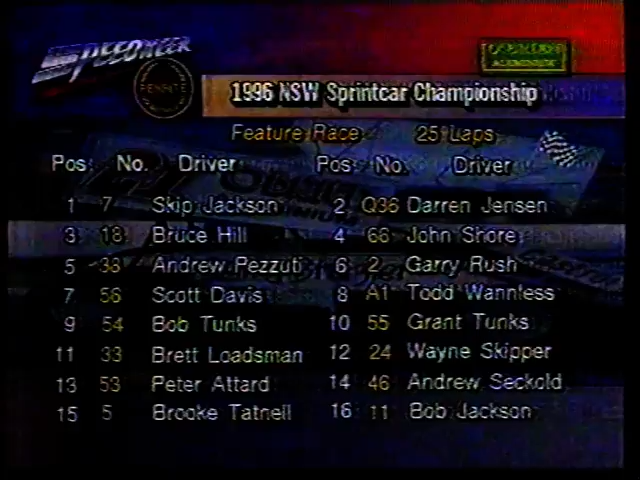 SPEEDWEEK
PENRITE
1996 NSW Sprintcar Championship
Feature Race 25 Laps
Pos No. Driver Pos No. Driver
1 7 Skip Jackson 2 Q36 Darren Jensen
3 18 Bruce Hill 4 66 John Shore
5 38 Andrew Pezzuti 6 2 Garry Rush
7 56 Scott Davis 8 A1 Todd Wanless
9 54 Bob Tunks 10 55 Grant Tunks
11 33 Brett Loadsman 12 24 Wayne Skipper
13 53 Peter Attard 14 46 Andrew Seckold
15 5 Brooke Tatnell 16 11 Bob Jackson